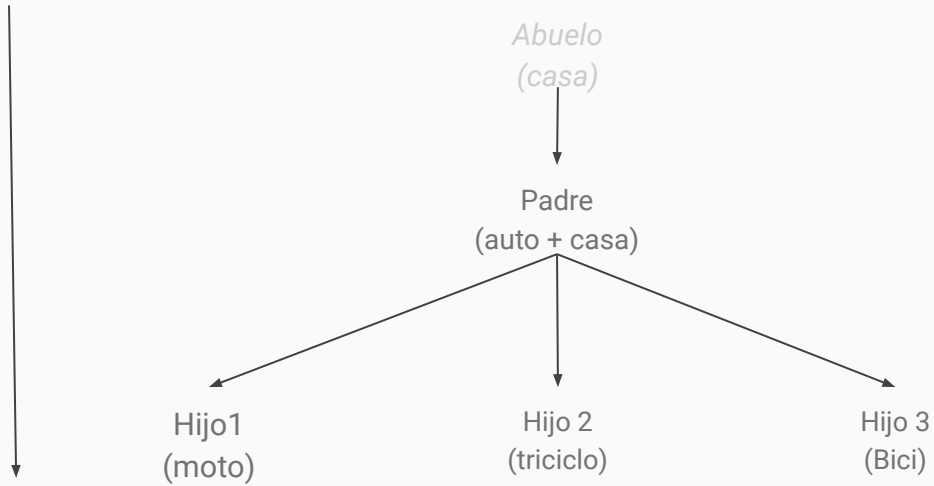 Abuelo
(casa)
Padre
(auto + casa)
Hijo1
(moto)
Hijo 2
(triciclo)
Hijo 3
(Bici)